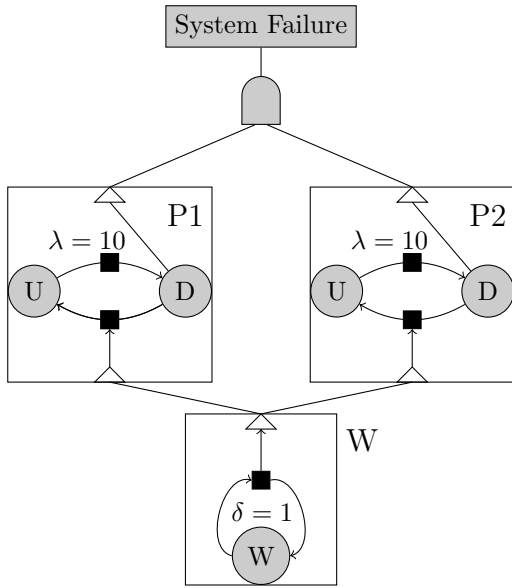 System Failure
P1
P2
λ = 10
λ = 10
U
D
U
D
W
δ = 1
W